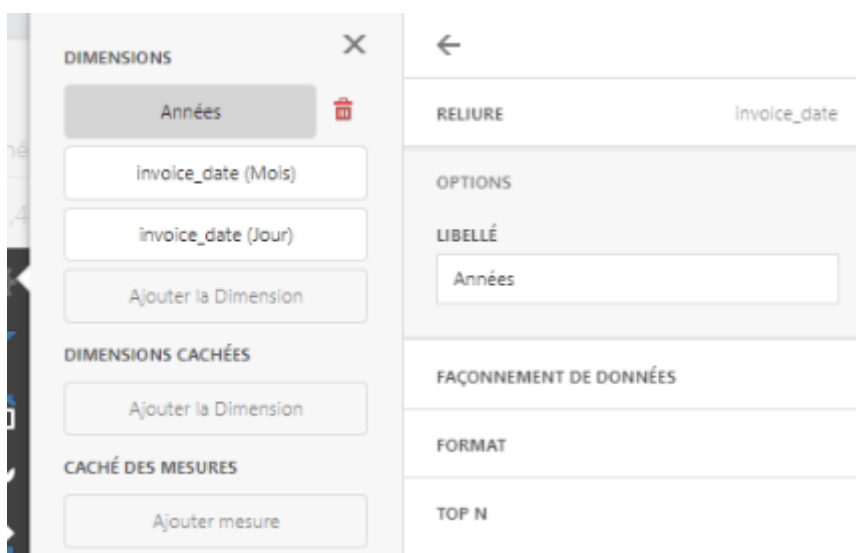 DIMENSIONS
Années
invoice_date (Mois)
invoice_date (Jour)
Ajouter la Dimension
DIMENSIONS CACHÉES
Ajouter la Dimension
CACHÉ DES MESURES
Ajouter mesure
RELIURE
Invoice_date
OPTIONS
LIBELLÉ
Années
FAÇONNEMENT DE DONNÉES
FORMAT
TOP N